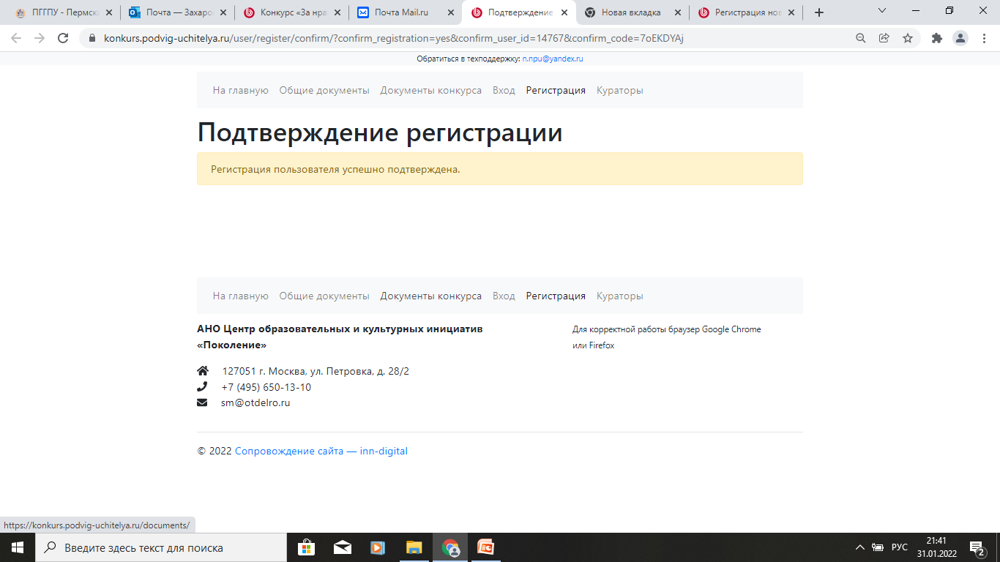 ПГГПУ - Пермски
Почта — Захаро
Конкурс «За нра
Почта Mail.ru
Подтверждение
Новая вкладка
Регистрация нов
konkurs.podvig-uchitelya.ru/user/register/confirm/?confirm_registration=yes&confirm_user_id=14767&confirm_code=7oEKDYAj
Обратиться в техподдержку: n.npu@yandex.ru
На главную Общие документы Документы конкурса Вход Регистрация Кураторы
Подтверждение регистрации
Регистрация пользователя успешно подтверждена.
На главную Общие документы Документы конкурса Вход Регистрация Кураторы
АНО Центр образовательных и культурных инициатив
«Поколение»
Для корректной работы браузер Google Chrome
или Firefox
127051 г. Москва, ул. Петровка, д. 28/2
+7 (495) 650-13-10
sm@otdelro.ru
© 2022 Сопровождение сайта — inn-digital
https://konkurs.podvig-uchitelya.ru/documents/
Введите здесь текст для поиска
РУС
21:41
31.01.2022
2